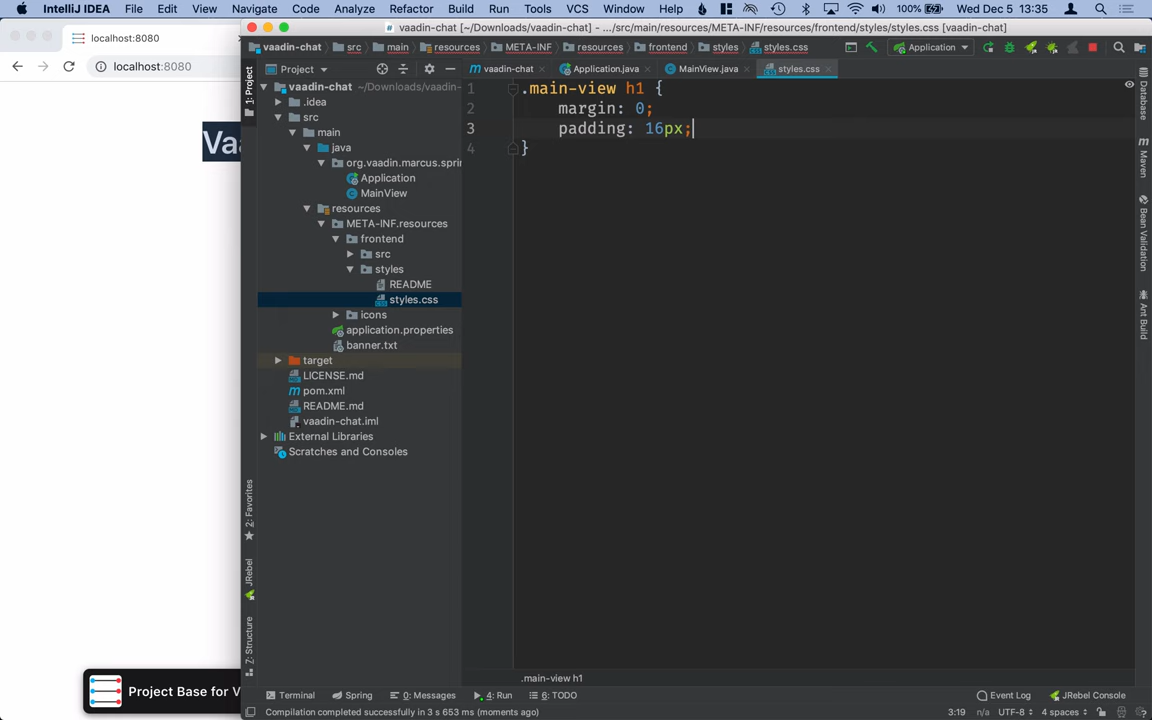 IntelliJ IDEA File Edit View Navigate Code Analyze Refactor Build Run Tools VCS Window Help 100% Wed Dec 5 13:35
localhost:8080
localhost:8080
Va
Project Base for V
vaadin-chat [~/Downloads/vaadin-chat] - .../src/main/resources/META-INF/resources/frontend/styles/styles.css [vaadin-chat]
vaadin-chat src main resources META-INF resources frontend styles styles.css Application
Project
vaadin-chat Application.java MainView.java styles.css
1: Project
vaadin-chat ~/Downloads/vaadin-
.idea
src
main
java
org.vaadin.marcus.sprin
Application
MainView
resources
META-INF.resources
frontend
src
styles
README
styles.css
icons
application.properties
banner.txt
target
LICENSE.md
pom.xml
README.md
vaadin-chat.iml
External Libraries
Scratches and Consoles
1 .main-view h1 {
2 margin: 0;
3 padding: 16px;
4 }
Database
Maven
Bean Validation
Ant Build
2: Favorites
JRebel
Z: Structure
.main-view h1
Terminal Spring 0: Messages 4: Run 6: TODO Event Log JRebel Console
Compilation completed successfully in 3 s 653 ms (moments ago) 3:19 n/a UTF-8 4 spaces